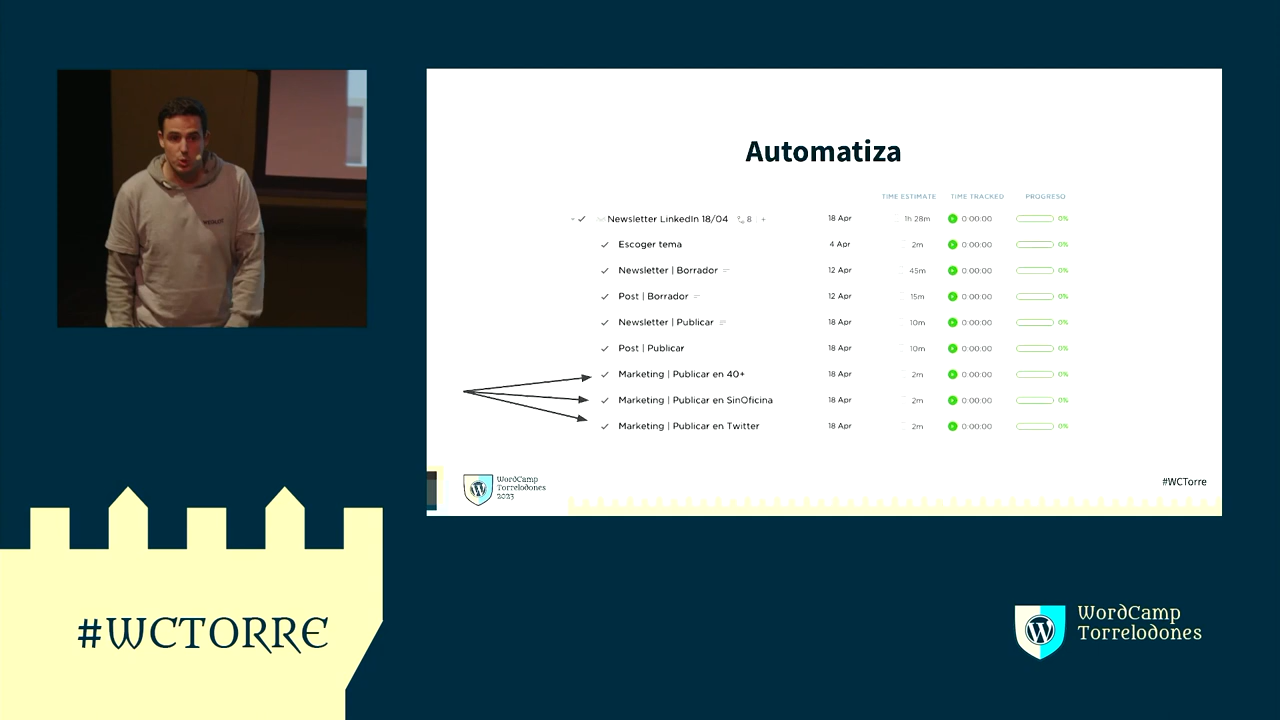 Automatiza
TIME ESTIMATE TIME TRACKED PROGRESO
Newsletter LinkedIn 18/04 8 + 18 Apr 1h 28m 0:00:00 0%
Escoger tema 4 Apr 2m 0:00:00 0%
Newsletter | Borrador 12 Apr 45m 0:00:00 0%
Post | Borrador 12 Apr 15m 0:00:00 0%
Newsletter | Publicar 18 Apr 10m 0:00:00 0%
Post | Publicar 18 Apr 10m 0:00:00 0%
Marketing | Publicar en 40+ 18 Apr 2m 0:00:00 0%
Marketing | Publicar en SinOficina 18 Apr 2m 0:00:00 0%
Marketing | Publicar en Twitter 18 Apr 2m 0:00:00 0%
WordCamp
Torrelodones
2023
#WCTorre
#WCTORRE
WordCamp
Torrelodones